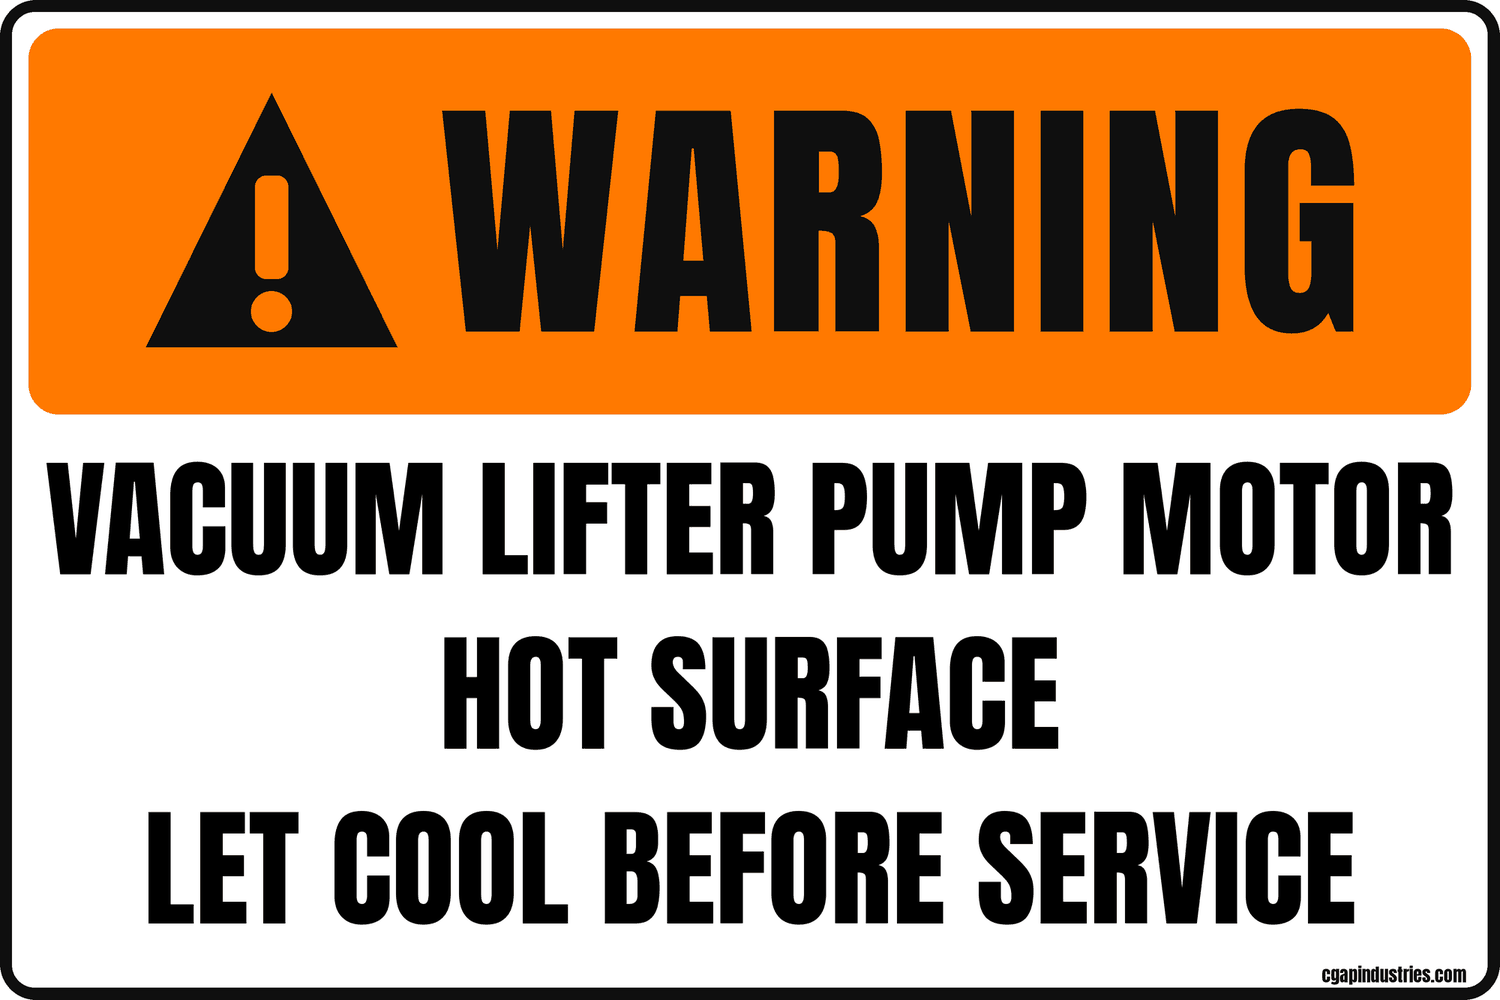 WARNING
VACUUM LIFTER PUMP MOTOR
HOT SURFACE
LET COOL BEFORE SERVICE
cgapindustries.com